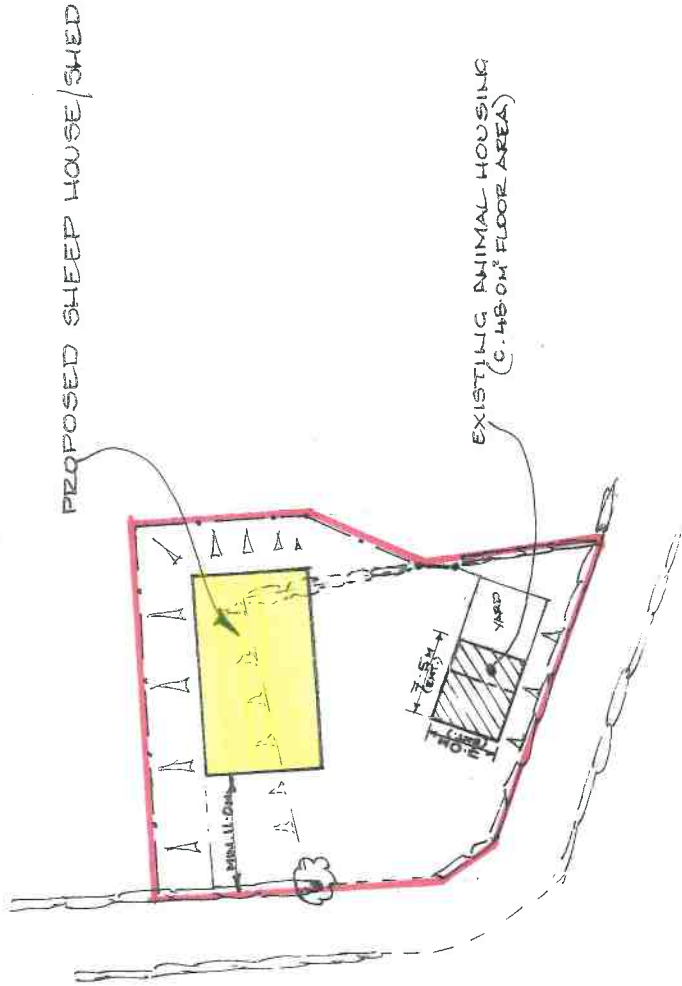 PROPOSED SHEEP HOUSE/SHED
EXISTING ANIMAL HOUSING
(C. 48.0M² FLOOR AREA)
MIN. 11.0M
7.5M
(EXT.)
YARD